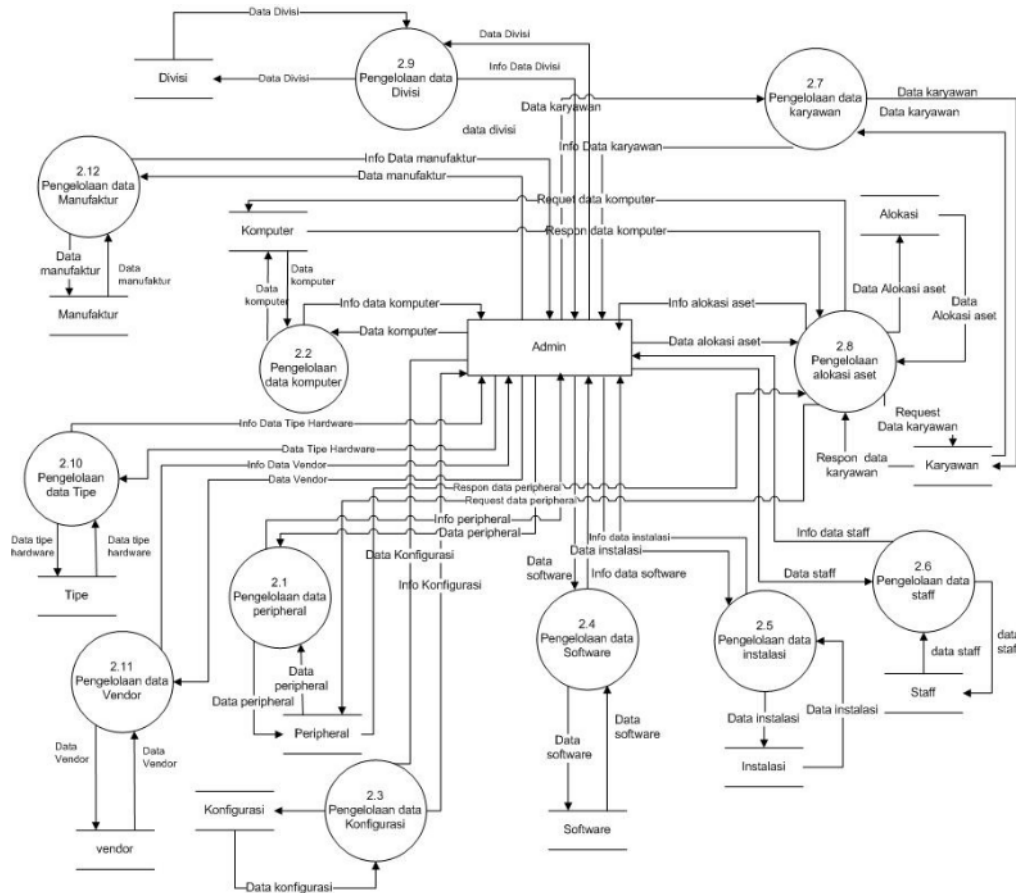 Data Divisi
Data Divisi
2.9
Pengelolaan data
Divisi
Divisi
Data Divisi
Info Data Divisi
2.7
Pengelolaan data
karyawan
Data karyawan
Data karyawan
Data karyawan
data divisi
Info Data karyawan
2.12
Pengelolaan data
Manufaktur
Info Data manufaktur
Data manufaktur
Requet data komputer
Komputer
Respon data komputer
Alokasi
Data
manufaktur
Data
manufaktur
Data
komputer
Data
komputer
Manufaktur
Info data komputer
Data komputer
Admin
Info alokasi aset
Data alokasi aset
Data Alokasi aset
Data
Alokasi aset
2.2
Pengelolaan
data komputer
2.8
Pengelolaan
alokasi aset
Info Data Tipe Hardware
Request
Data karyawan
Data Tipe Hardware
Info Data Vendor
Data Vendor
Respon data
karyawan
Karyawan
2.10
Pengelolaan
data Tipe
Respon data peripheral
Request data peripheral
Info peripheral
Data peripheral
Data tipe
hardware
Data tipe
hardware
Data Konfigurasi
Info Konfigurasi
Info data instalasi
Data instalasi
Data
software
Info data software
Info data staff
Data staff
2.6
Pengelolaan data
staff
Tipe
2.1
Pengelolaan data
peripheral
2.4
Pengelolaan data
Software
2.5
Pengelolaan data
instalasi
data staff
data
staf
2.11
Pengelolaan data
Vendor
Data
peripheral
Data peripheral
Peripheral
Staff
Data instalasi
Data instalasi
Data
software
Data
software
Instalasi
Data
Vendor
Data
Vendor
2.3
Pengelolaan data
Konfigurasi
Konfigurasi
Software
vendor
Data konfigurasi